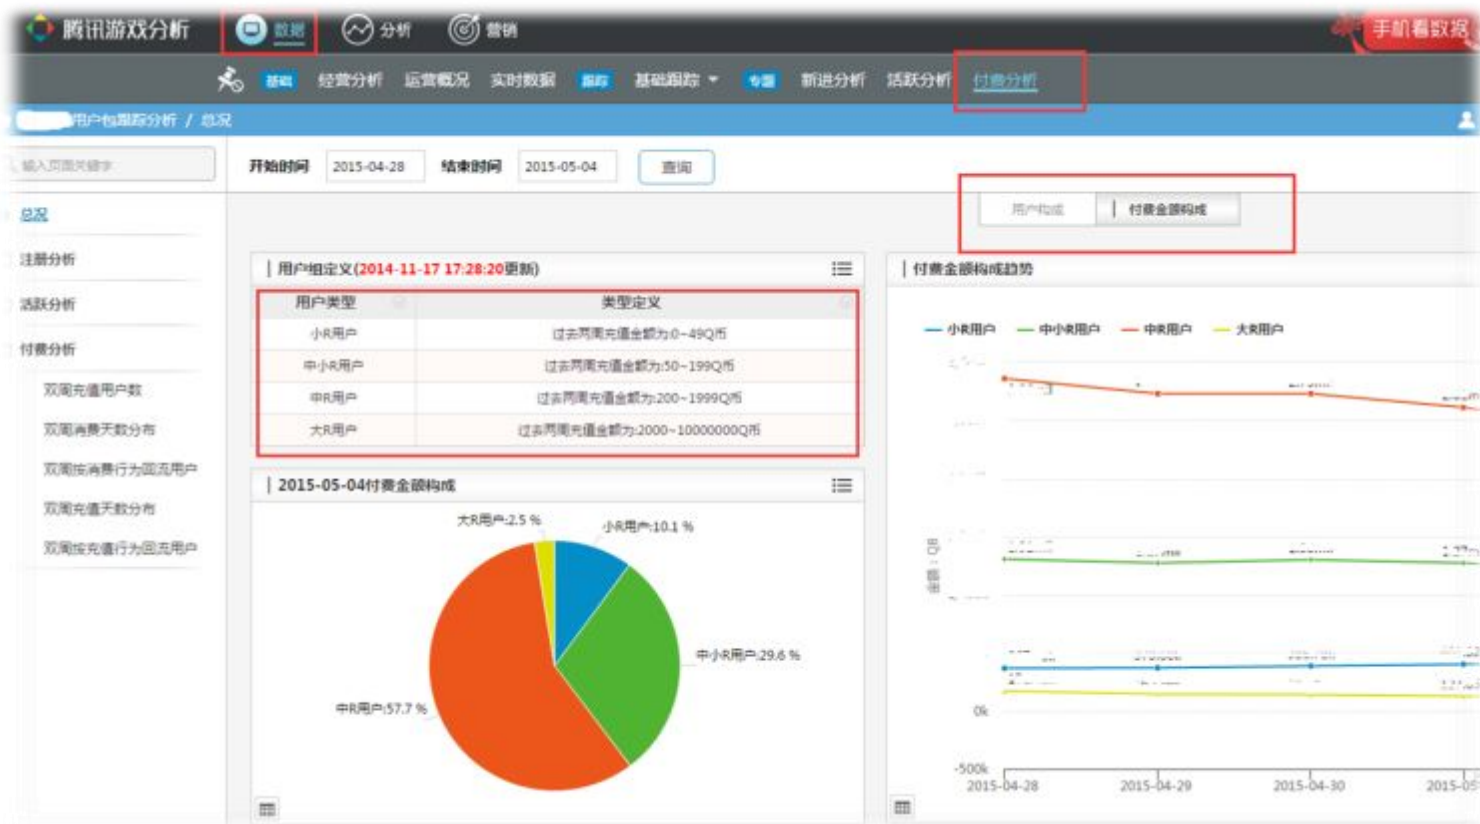 腾讯游戏分析 数据 分析 营销 手机看数据
基础 经营分析 运营概况 实时数据 跟踪 基础跟踪 专题 新进分析 活跃分析 付费分析
用户包跟踪分析 / 总况
输入页面关键字 开始时间 2015-04-28 结束时间 2015-05-04 查询
用户构成 付费金额构成
总况
注册分析
活跃分析
付费分析
双周充值用户数
双周消费天数分布
双周按消费行为回流用户
双周充值天数分布
双周按充值行为回流用户
用户组定义(2014-11-17 17:28:20更新)
用户类型 类型定义
小R用户 过去两周充值金额为:0~49Q币
中小R用户 过去两周充值金额为:50~199Q币
中R用户 过去两周充值金额为:200~1999Q币
大R用户 过去两周充值金额为:2000~10000000Q币
2015-05-04付费金额构成
大R用户:2.5 %
小R用户:10.1 %
中小R用户:29.6 %
中R用户:57.7 %
付费金额构成趋势
小R用户 中小R用户 中R用户 大R用户
金额：QB
0k
-500k
2015-04-28 2015-04-29 2015-04-30 2015-05